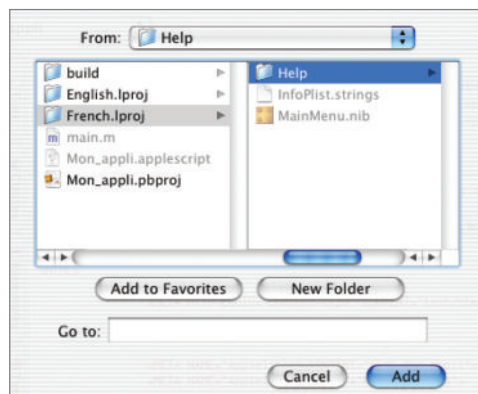 From: Help
build
English.lproj
French.lproj
main.m
Mon_appli.applescript
Mon_appli.pbproj
Help
InfoPlist.strings
MainMenu.nib
Add to Favorites
New Folder
Go to:
Cancel
Add